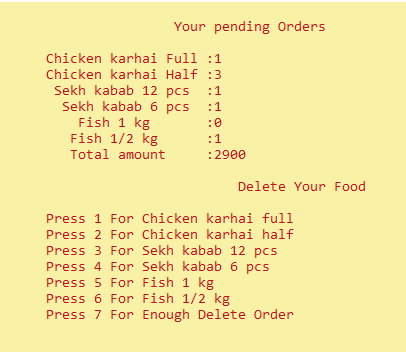 Your pending Orders
Chicken karhai Full :1
Chicken karhai Half :3
Sekh kabab 12 pcs :1
Sekh kabab 6 pcs :1
Fish 1 kg :0
Fish 1/2 kg :1
Total amount :2900
Delete Your Food
Press 1 For Chicken karhai full
Press 2 For Chicken karhai half
Press 3 For Sekh kabab 12 pcs
Press 4 For Sekh kabab 6 pcs
Press 5 For Fish 1 kg
Press 6 For Fish 1/2 kg
Press 7 For Enough Delete Order